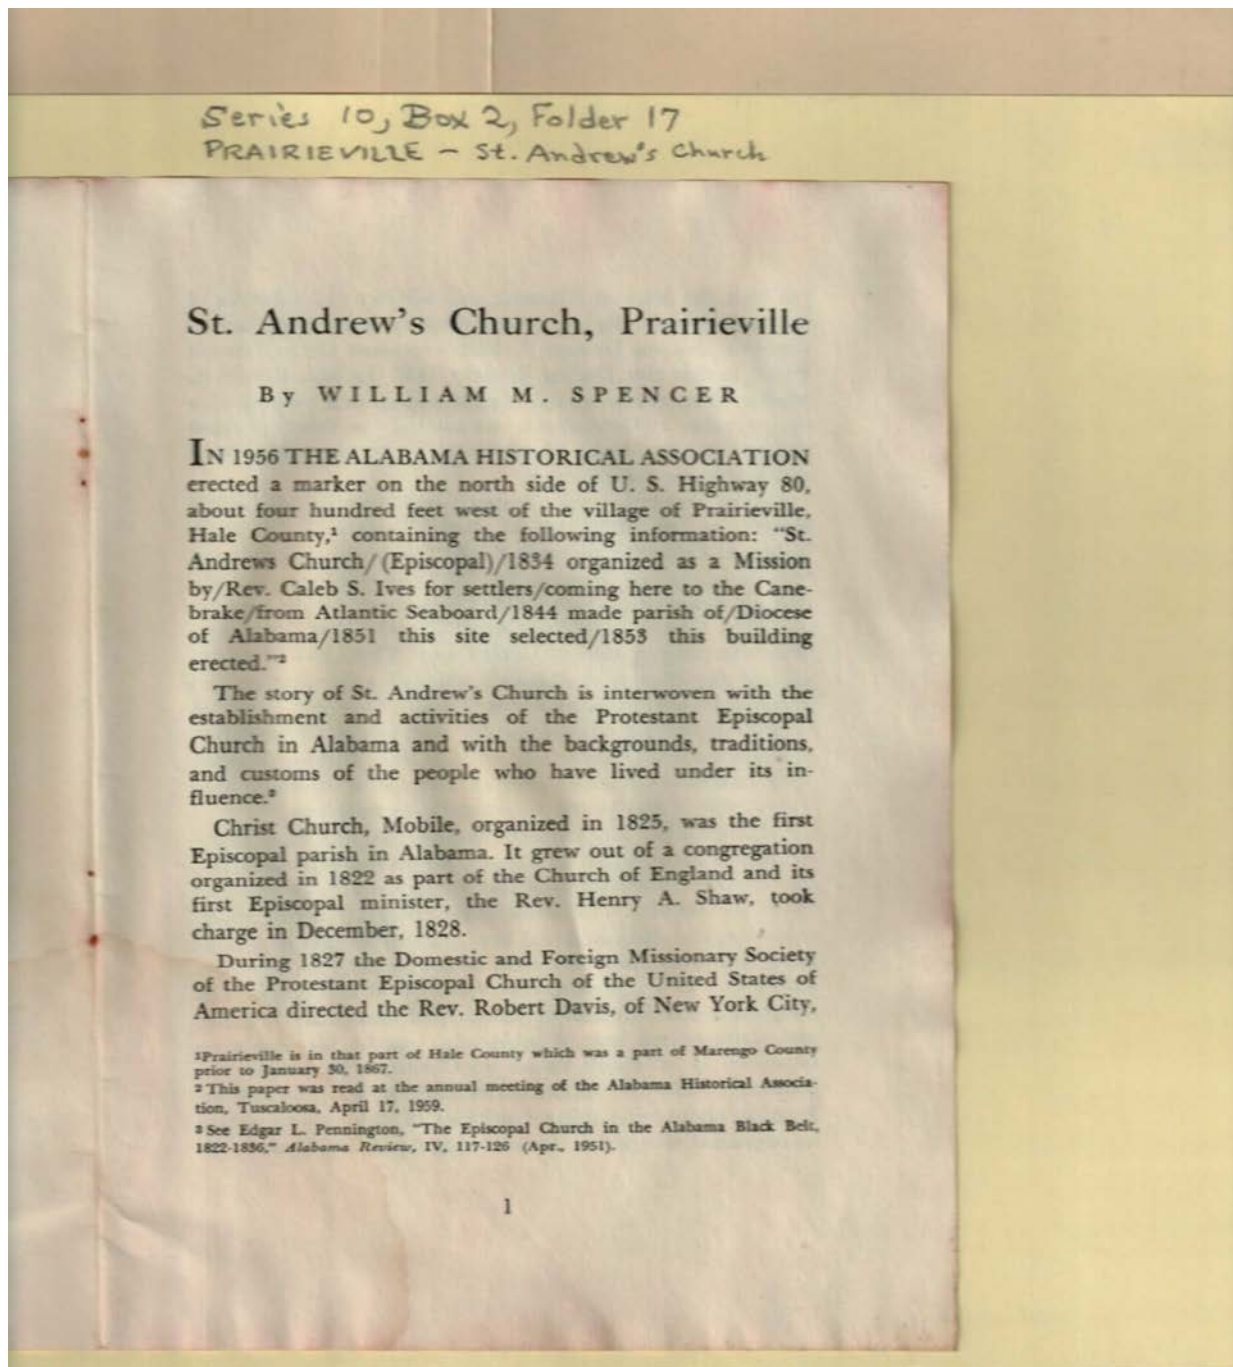 Series 10, Box 2, Folder 17
PRAIRIEVILLE - St. Andrew's Church
St. Andrew's Church, Prairieville
By WILLIAM M. SPENCER
IN 1956 THE ALABAMA HISTORICAL ASSOCIATION
erected a marker on the north side of U. S. Highway 80,
about four hundred feet west of the village of Prairieville,
Hale County,¹ containing the following information: "St.
Andrews Church/(Episcopal)/1834 organized as a Mission
by/Rev. Caleb S. Ives for settlers/coming here to the Cane-
brake/from Atlantic Seaboard/1844 made parish of/Diocese
of Alabama/1851 this site selected/1853 this building
erected."²
The story of St. Andrew's Church is interwoven with the
establishment and activities of the Protestant Episcopal
Church in Alabama and with the backgrounds, traditions,
and customs of the people who have lived under its in-
fluence.³
Christ Church, Mobile, organized in 1825, was the first
Episcopal parish in Alabama. It grew out of a congregation
organized in 1822 as part of the Church of England and its
first Episcopal minister, the Rev. Henry A. Shaw, took
charge in December, 1828.
During 1827 the Domestic and Foreign Missionary Society
of the Protestant Episcopal Church of the United States of
America directed the Rev. Robert Davis, of New York City,
¹Prairieville is in that part of Hale County which was a part of Marengo County
prior to January 30, 1867.
² This paper was read at the annual meeting of the Alabama Historical Associa-
tion, Tuscaloosa, April 17, 1959.
³ See Edgar L. Pennington, "The Episcopal Church in the Alabama Black Belt,
1822-1836," Alabama Review, IV, 117-126 (Apr., 1951).
1